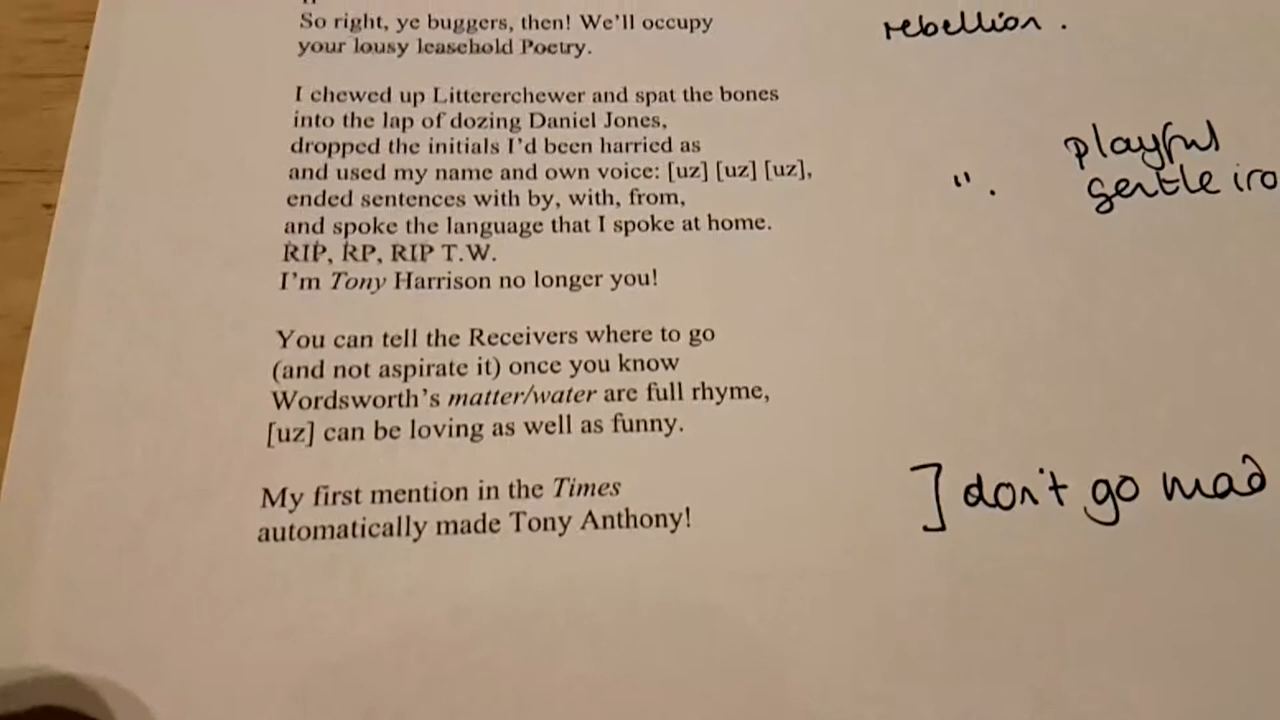 So right, ye buggers, then! We'll occupy
your lousy leasehold Poetry.
rebellion.
I chewed up Littererchewer and spat the bones
into the lap of dozing Daniel Jones,
dropped the initials I'd been harried as
and used my name and own voice: [uz] [uz] [uz],
ended sentences with by, with, from,
and spoke the language that I spoke at home.
RIP, RP, RIP T.W.
I'm Tony Harrison no longer you!
playful
" . gentle iro
You can tell the Receivers where to go
(and not aspirate it) once you know
Wordsworth's matter/water are full rhyme,
[uz] can be loving as well as funny.
My first mention in the Times
automatically made Tony Anthony!
] don't go mad